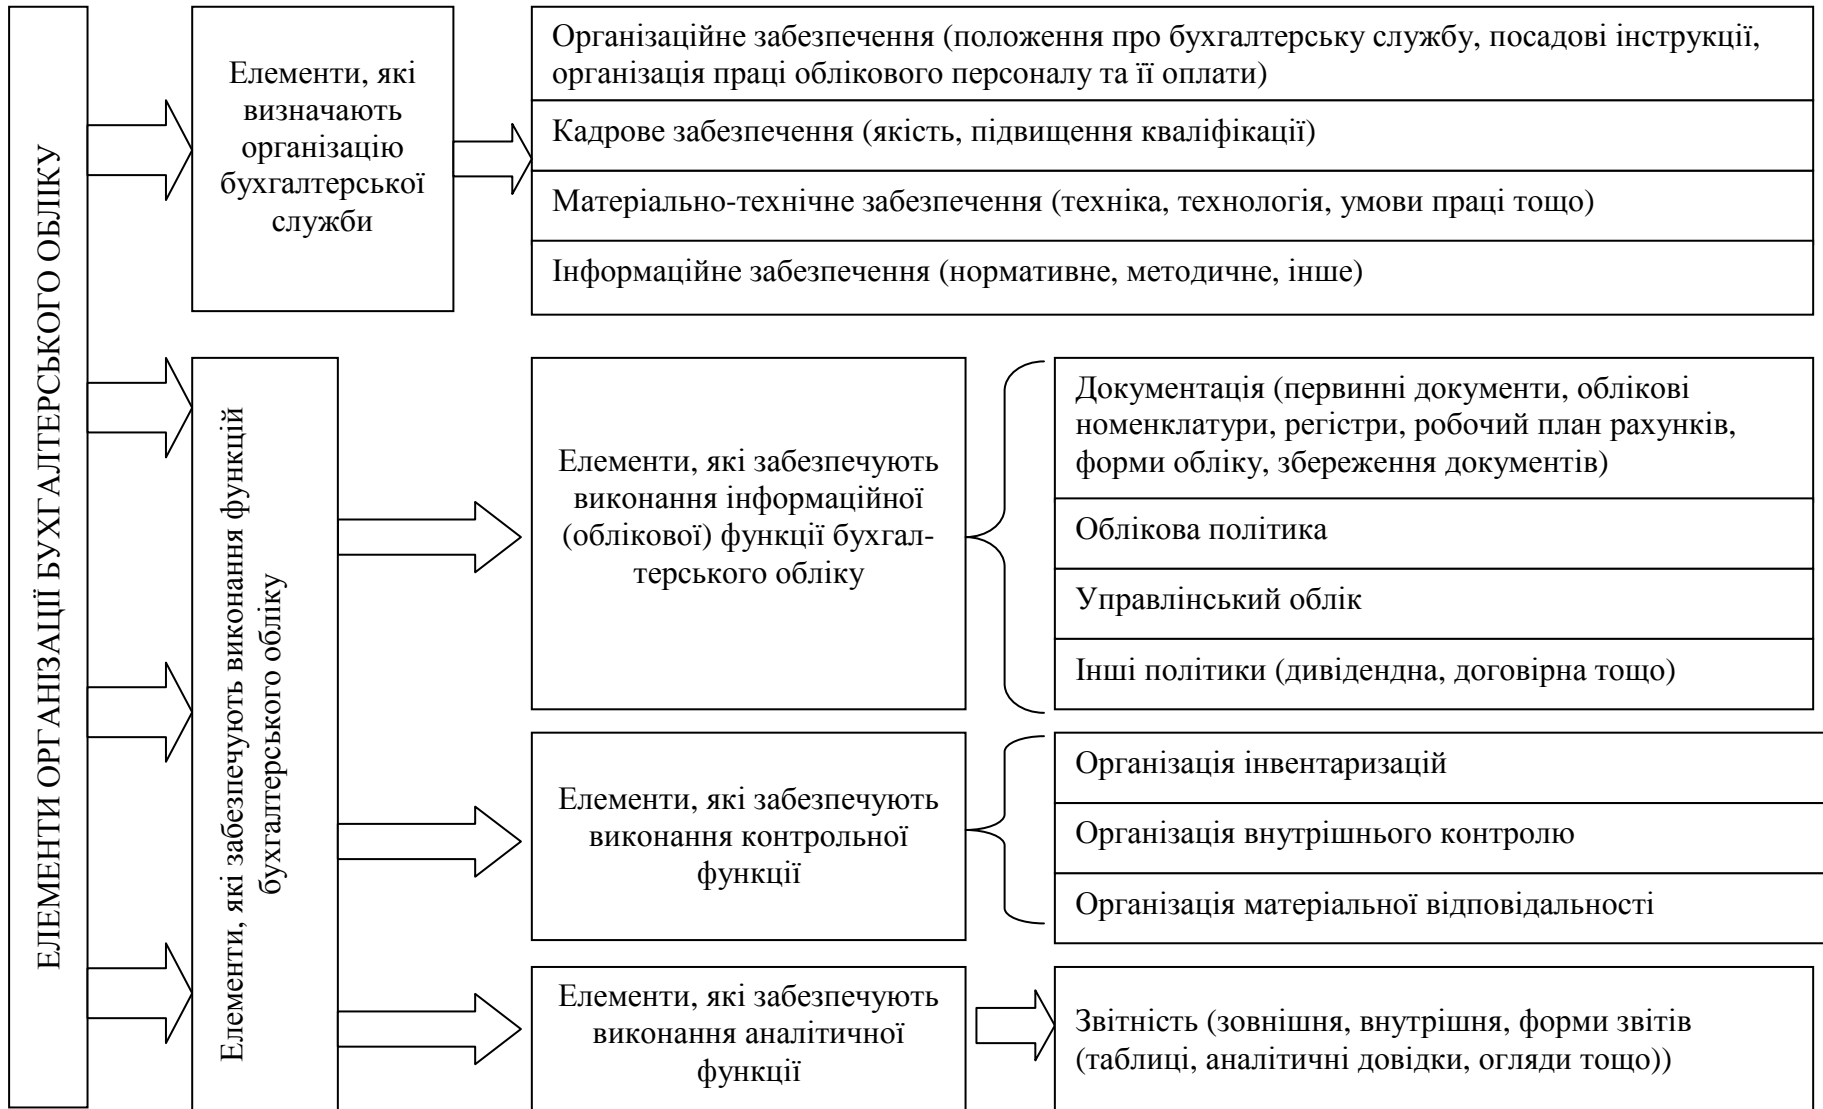 ЕЛЕМЕНТИ ОРГАНІЗАЦІЇ БУХГАЛТЕРСЬКОГО ОБЛІКУ
Елементи, які
визначають
організацію
бухгалтерської
служби
Організаційне забезпечення (положення про бухгалтерську службу, посадові інструкції,
організація праці облікового персоналу та її оплати)
Кадрове забезпечення (якість, підвищення кваліфікації)
Матеріально-технічне забезпечення (техніка, технологія, умови праці тощо)
Інформаційне забезпечення (нормативне, методичне, інше)
Елементи, які забезпечують виконання функцій
бухгалтерського обліку
Елементи, які забезпечують
виконання інформаційної
(облікової) функції бухгал-
терського обліку
Документація (первинні документи, облікові
номенклатури, регістри, робочий план рахунків,
форми обліку, збереження документів)
Облікова політика
Управлінський облік
Інші політики (дивідендна, договірна тощо)
Елементи, які забезпечують
виконання контрольної
функції
Організація інвентаризацій
Організація внутрішнього контролю
Організація матеріальної відповідальності
Елементи, які забезпечують
виконання аналітичної
функції
Звітність (зовнішня, внутрішня, форми звітів
(таблиці, аналітичні довідки, огляди тощо))